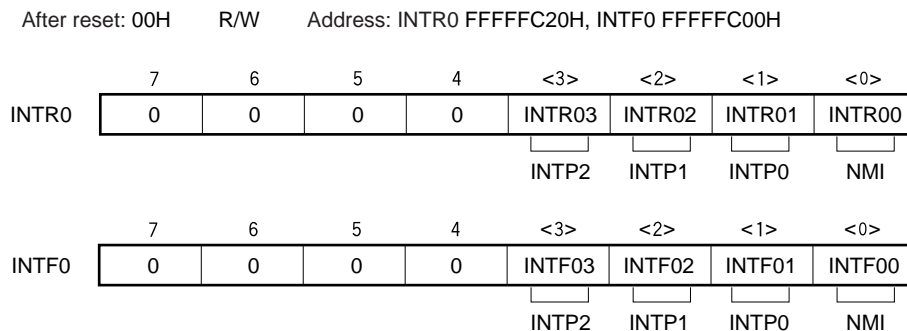 After reset: 00H R/W Address: INTR0 FFFFFC20H, INTF0 FFFFFC00H
7 6 5 4 <3> <2> <1> <0>
INTR0 0 0 0 0 INTR03 INTR02 INTR01 INTR00
INTP2 INTP1 INTP0 NMI
7 6 5 4 <3> <2> <1> <0>
INTF0 0 0 0 0 INTF03 INTF02 INTF01 INTF00
INTP2 INTP1 INTP0 NMI